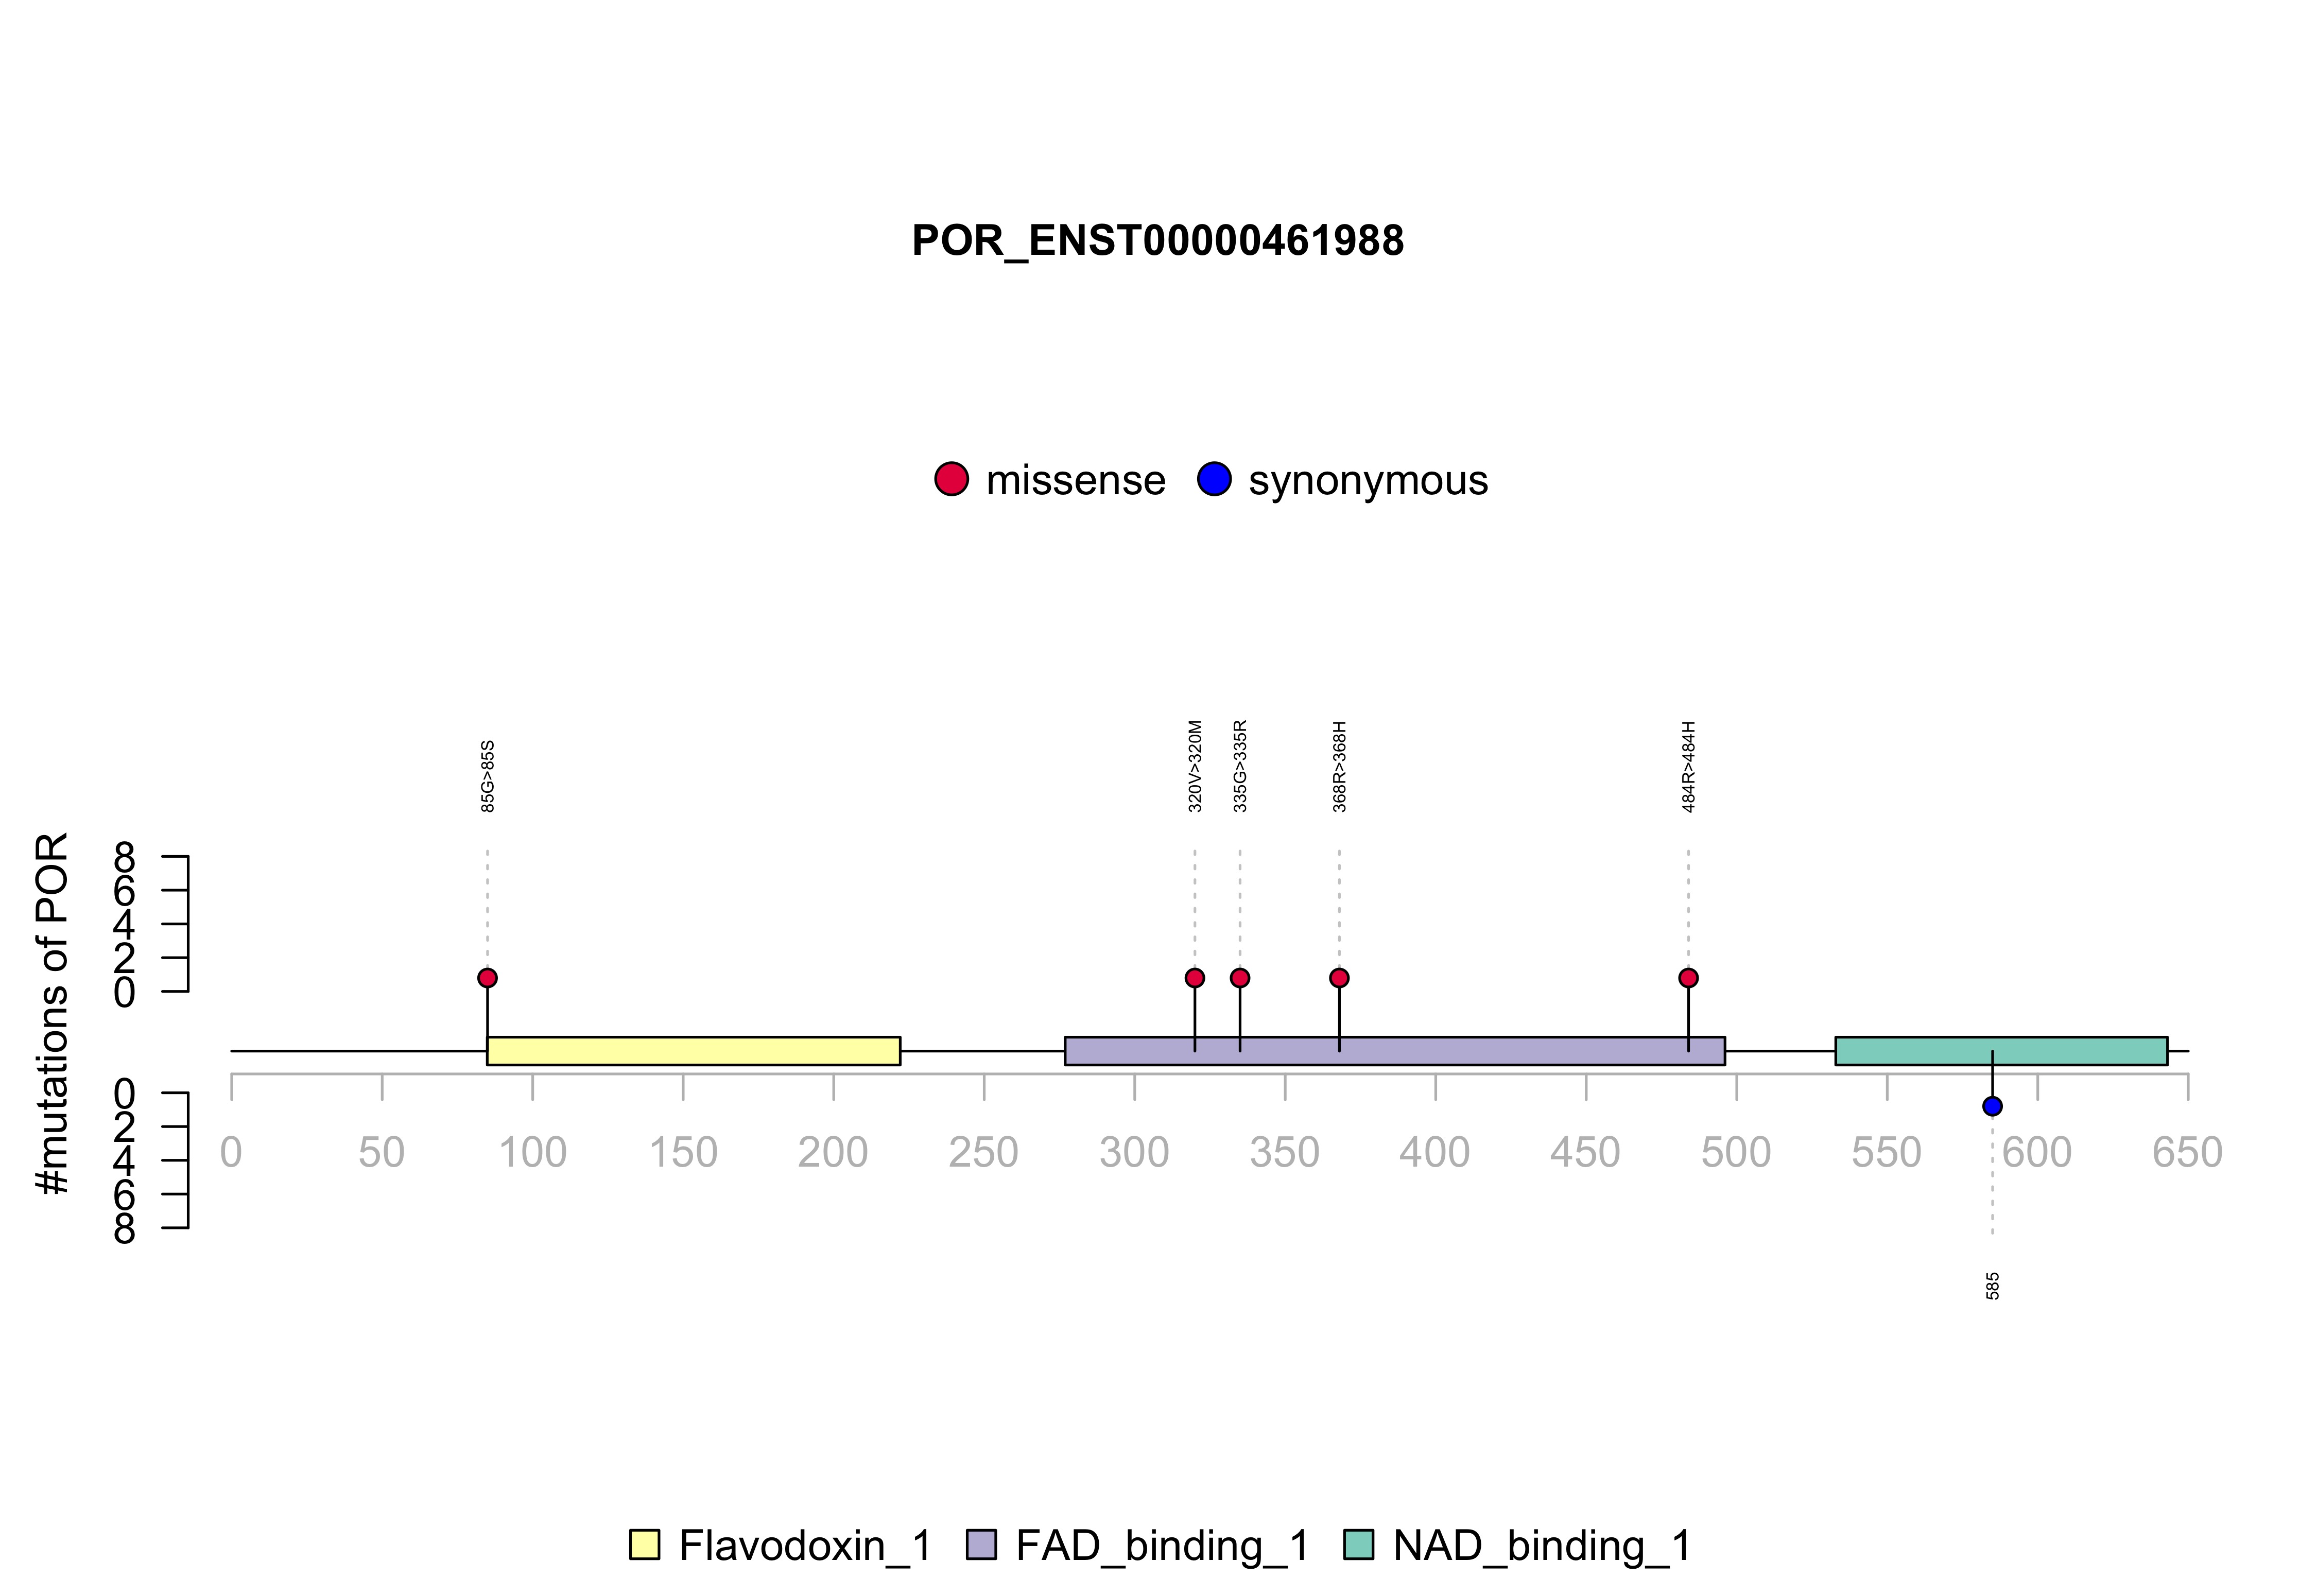 POR_ENST00000461988
missense synonymous
85G>85S 320V>320M 335G>335R 368R>368H 484R>484H
#mutations of POR
8
6
4
2
0
0
2
4
6
8
0 50 100 150 200 250 300 350 400 450 500 550 600 650
585
Flavodoxin_1 FAD_binding_1 NAD_binding_1